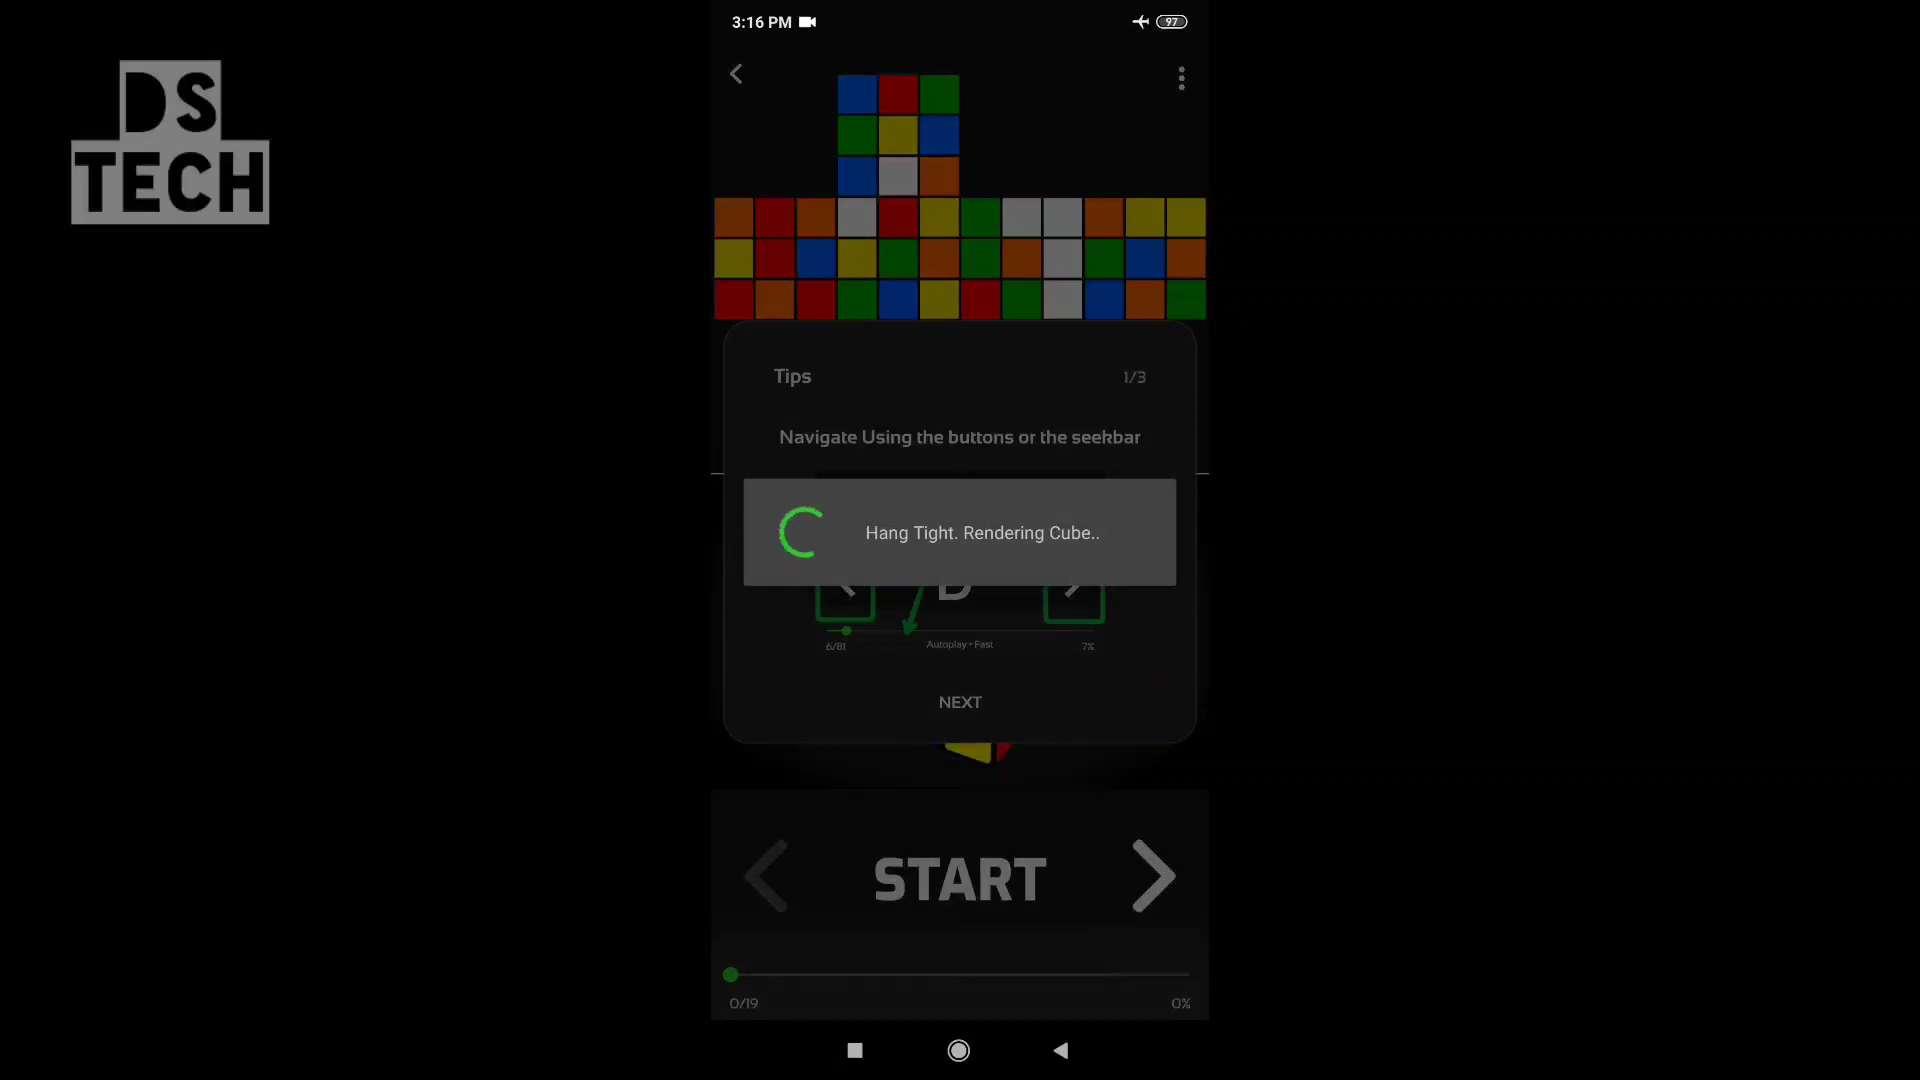 3:16 PM
97
DS
TECH
Tips
1/3
Navigate Using the buttons or the seekbar
Hang Tight. Rendering Cube..
D
6/81
Autoplay • Fast
7%
NEXT
START
0/19
0%